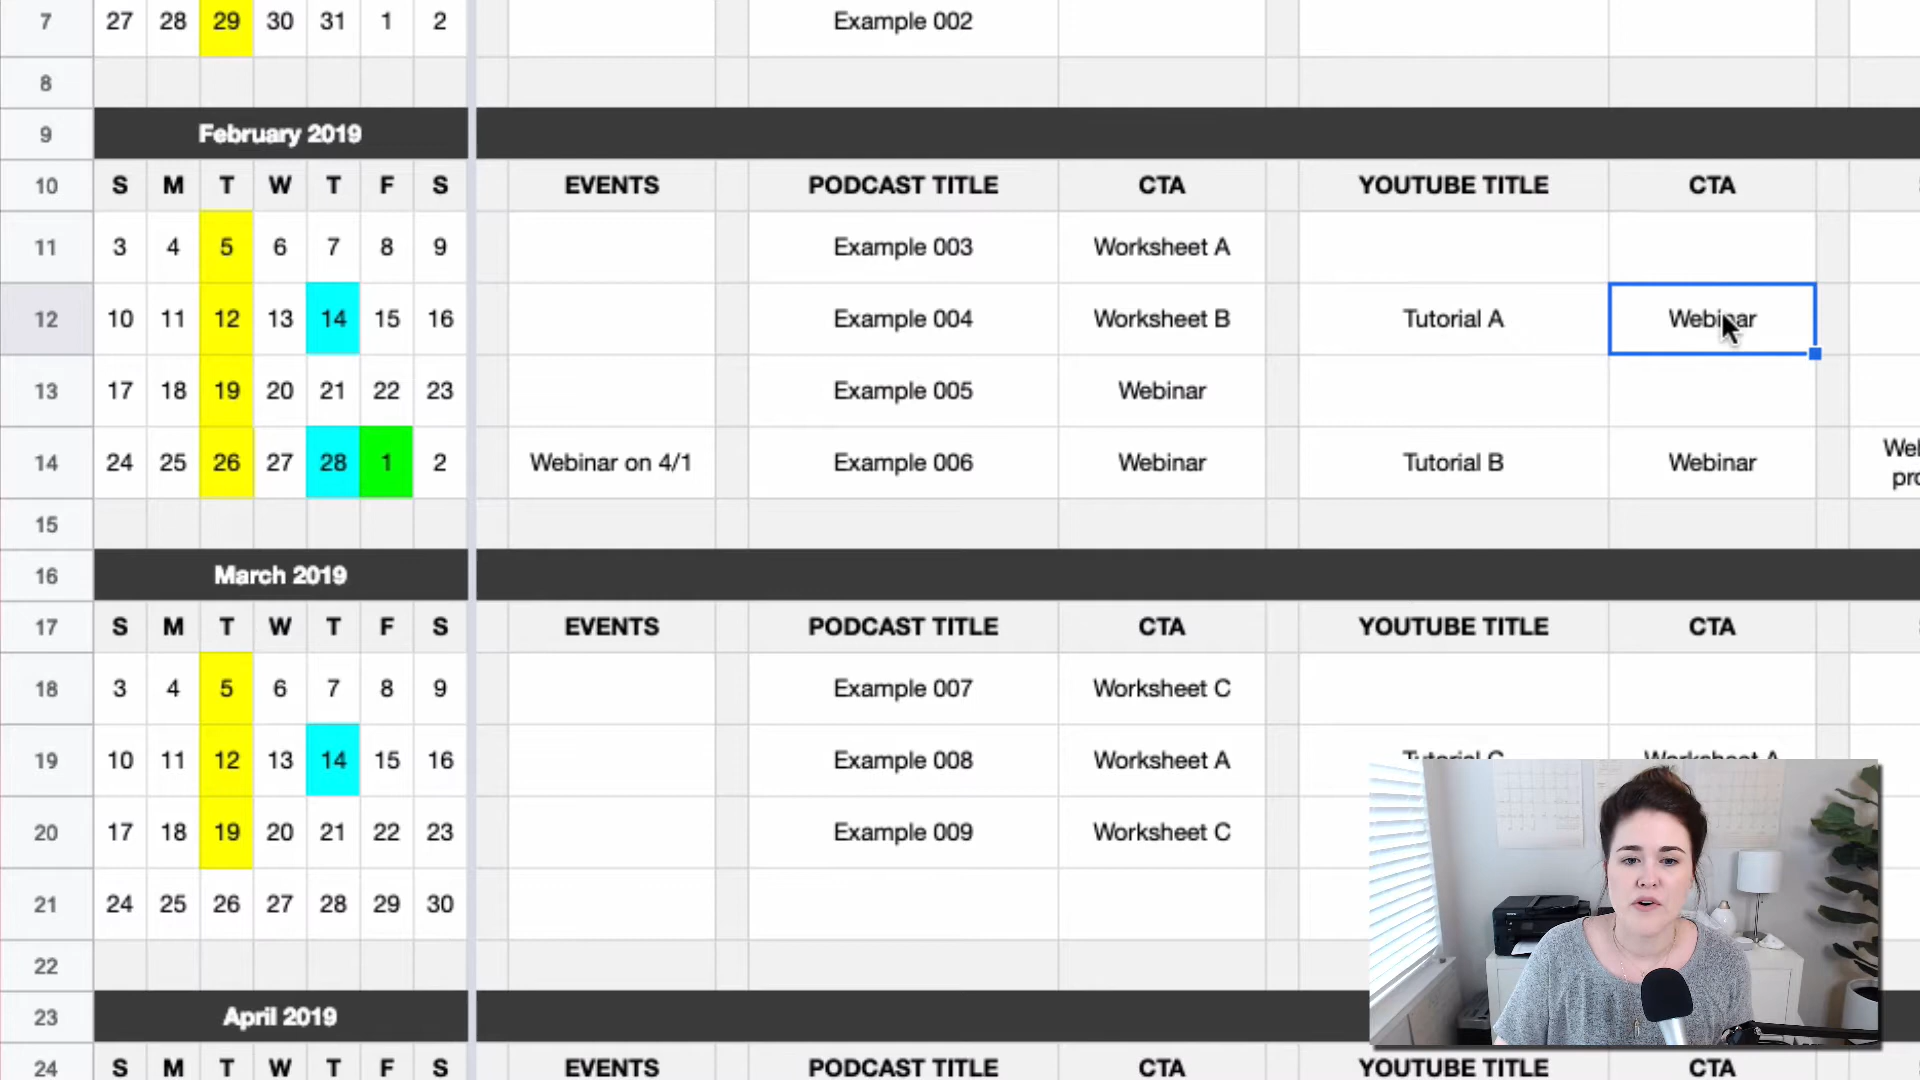 7 27 28 29 30 31 1 2 Example 002
8
9 February 2019
10 S M T W T F S EVENTS PODCAST TITLE CTA YOUTUBE TITLE CTA
11 3 4 5 6 7 8 9 Example 003 Worksheet A
12 10 11 12 13 14 15 16 Example 004 Worksheet B Tutorial A Webinar
13 17 18 19 20 21 22 23 Example 005 Webinar
14 24 25 26 27 28 1 2 Webinar on 4/1 Example 006 Webinar Tutorial B Webinar
15
16 March 2019
17 S M T W T F S EVENTS PODCAST TITLE CTA YOUTUBE TITLE CTA
18 3 4 5 6 7 8 9 Example 007 Worksheet C
19 10 11 12 13 14 15 16 Example 008 Worksheet A Tutorial C Worksheet A
20 17 18 19 20 21 22 23 Example 009 Worksheet C
21 24 25 26 27 28 29 30
22
23 April 2019
24 S M T W T F S EVENTS PODCAST TITLE CTA YOUTUBE TITLE CTA